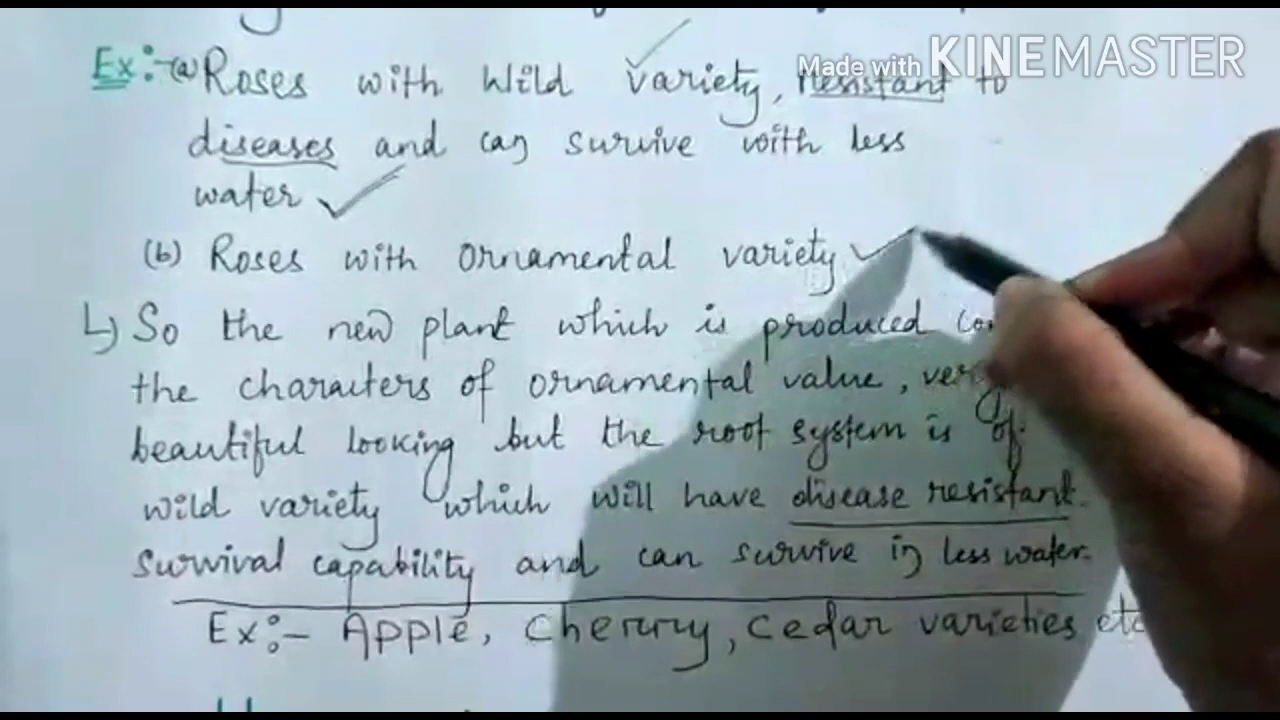 Made with KINEMASTER
Ex:- (a) Roses with Wild variety, resistant to
diseases and can survive with less
water
(b) Roses with ornamental variety
So the new plant which is produced
the characters of ornamental value, very
beautiful looking but the root system is of
wild variety which will have disease resistant.
Survival capability and can survive in less water.
Ex:- Apple, Cherry, Cedar varieties etc